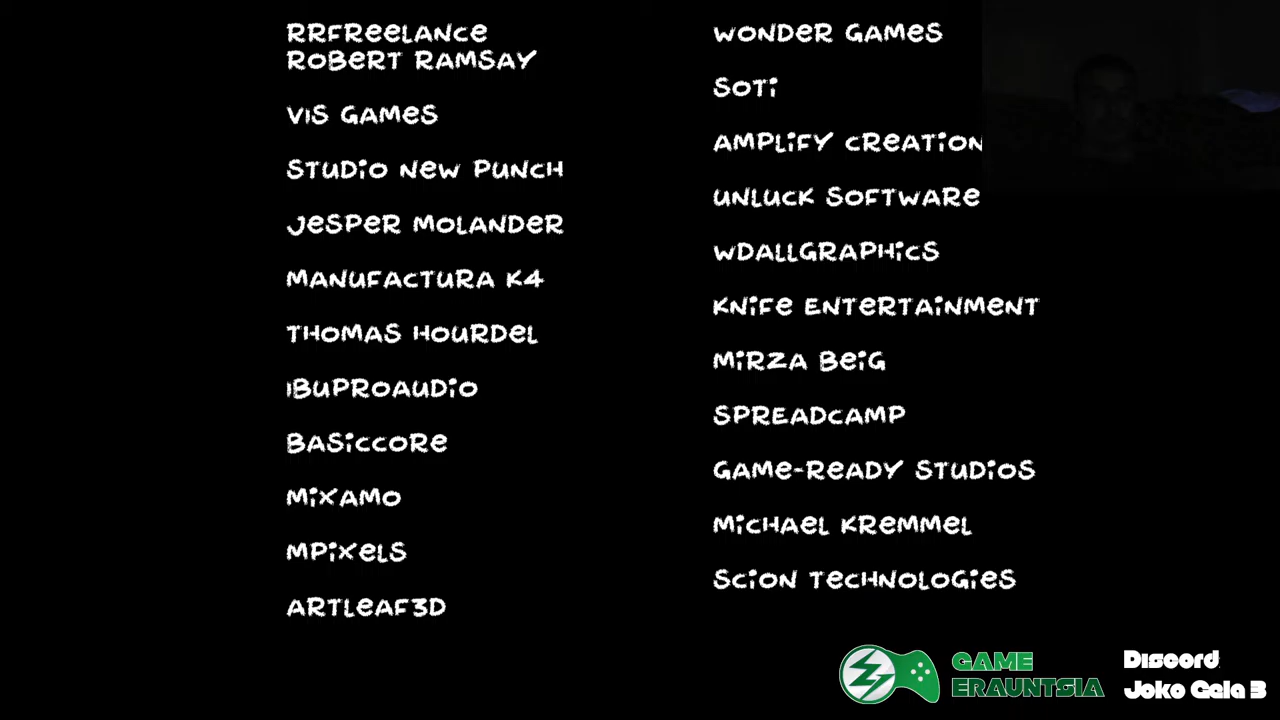 RRFreelance
Robert Ramsay
VIS Games
Studio New Punch
Jesper Molander
Manufactura K4
Thomas Hourdel
Ibuproaudio
Basiccore
Mixamo
MPixels
Artleaf3D
Wonder Games
Soti
Amplify Creation
Unluck Software
WDallgraphics
Knife Entertainment
Mirza Beig
Spreadcamp
Game-Ready Studios
Michael Kremmel
Scion Technologies
GAME
ERAUNTSIA
Discord
Joko Gela 3